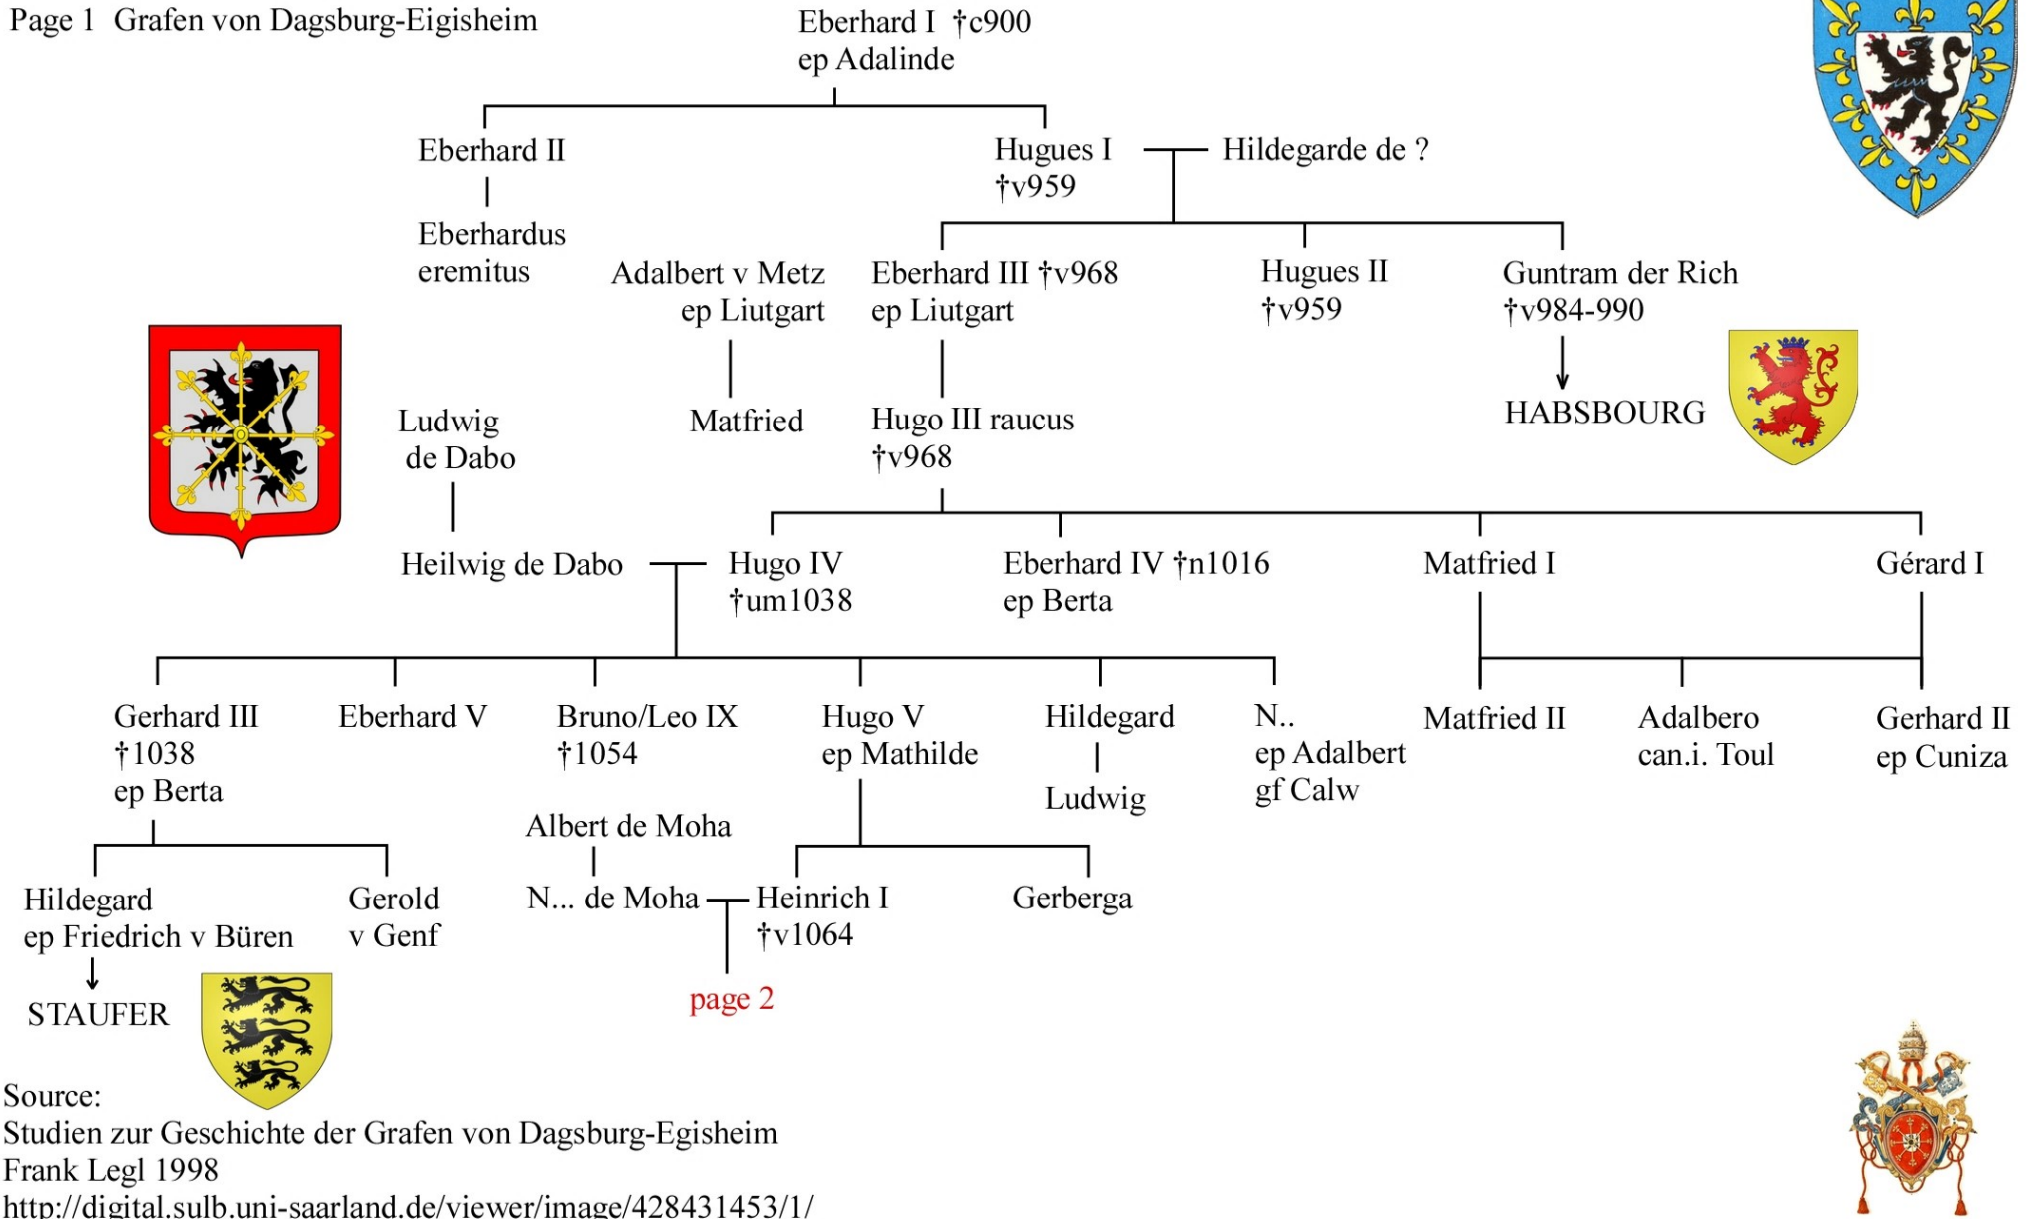 Page 1  Grafen von Dagsburg-Eigisheim
Eberhard I  †c900
ep Adalinde
Eberhard II
Hugues I
†v959
Hildegarde de ?
Eberhardus
eremitus
Adalbert v Metz
ep Liutgart
Eberhard III †v968
ep Liutgart
Hugues II
†v959
Guntram der Rich
†v984-990
HABSBOURG
Ludwig
de Dabo
Matfried
Hugo III raucus
†v968
Heilwig de Dabo
Hugo IV
†um1038
Eberhard IV †n1016
ep Berta
Matfried I
Gérard I
Gerhard III
†1038
ep Berta
Eberhard V
Bruno/Leo IX
†1054
Hugo V
ep Mathilde
Hildegard
Ludwig
N..
ep Adalbert
gf Calw
Matfried II
Adalbero
can.i. Toul
Gerhard II
ep Cuniza
Albert de Moha
Hildegard
ep Friedrich v Büren
Gerold
v Genf
N... de Moha
Heinrich I
†v1064
Gerberga
STAUFER
page 2
Source:
Studien zur Geschichte der Grafen von Dagsburg-Egisheim
Frank Legl 1998
http://digital.sulb.uni-saarland.de/viewer/image/428431453/1/